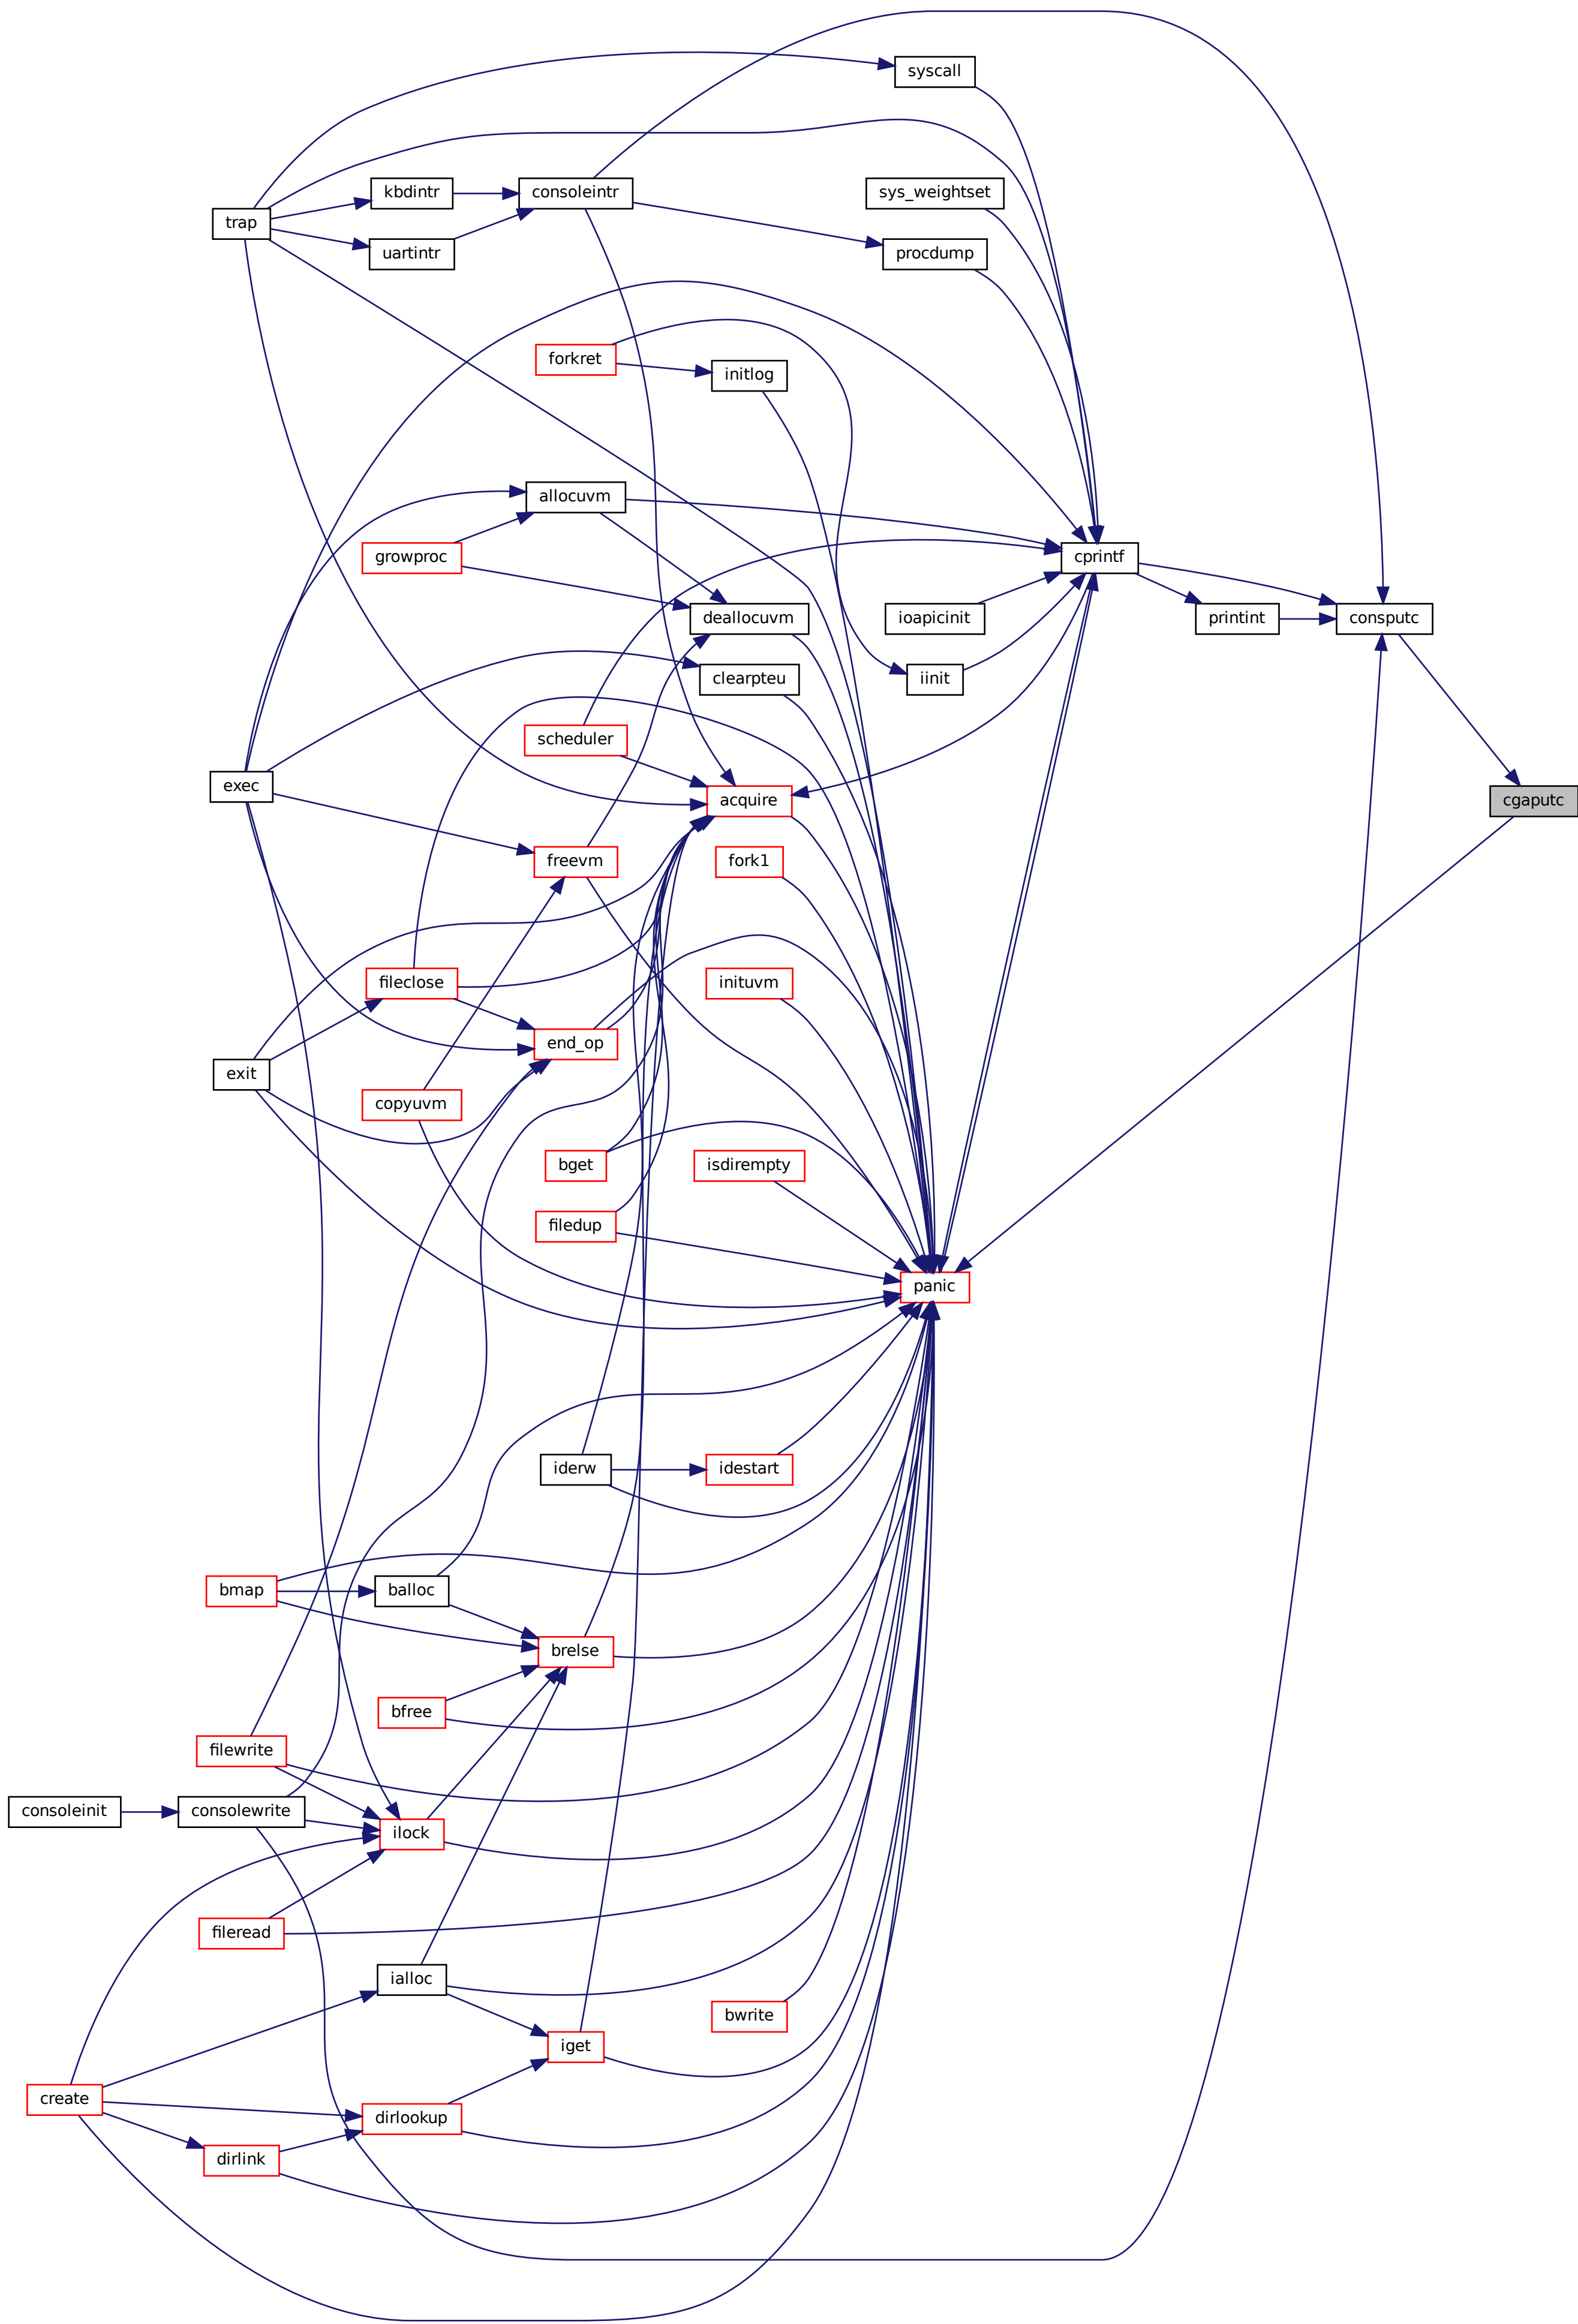 syscall
kbdintr
consoleintr
sys_weightset
trap
uartintr
procdump
forkret
initlog
allocuvm
growproc
cprintf
deallocuvm
ioapicinit
printint
consputc
clearpteu
iinit
scheduler
exec
acquire
cgaputc
freevm
fork1
fileclose
inituvm
end_op
exit
copyuvm
bget
isdirempty
filedup
panic
iderw
idestart
bmap
balloc
brelse
bfree
filewrite
consoleinit
consolewrite
ilock
fileread
ialloc
bwrite
iget
create
dirlookup
dirlink